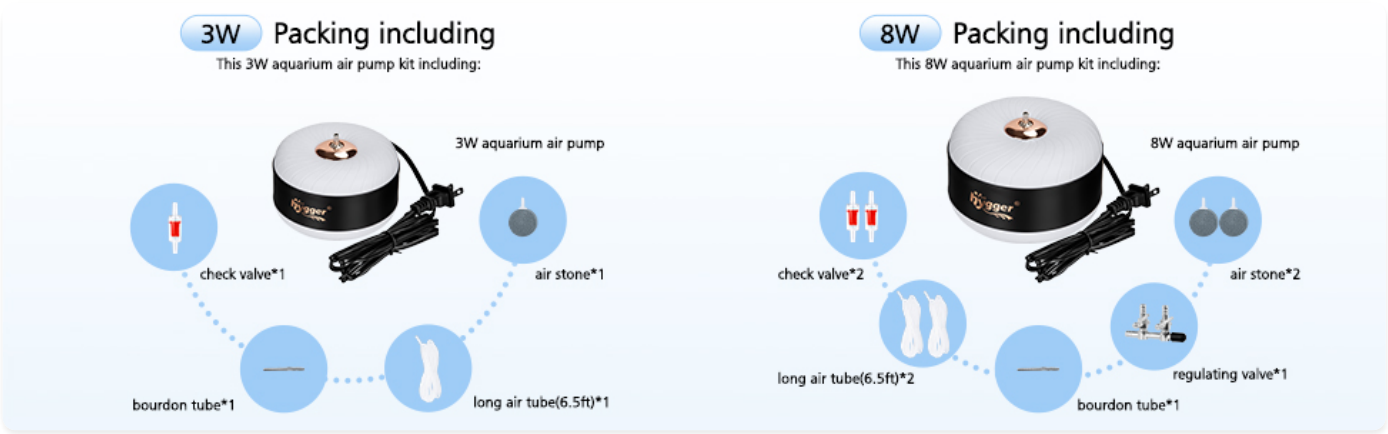 3W Packing including
This 3W aquarium air pump kit including:
3W aquarium air pump
hygger®
check valve*1
air stone*1
bourdon tube*1
long air tube(6.5ft)*1
8W Packing including
This 8W aquarium air pump kit including:
8W aquarium air pump
hygger®
check valve*2
air stone*2
long air tube(6.5ft)*2
regulating valve*1
bourdon tube*1